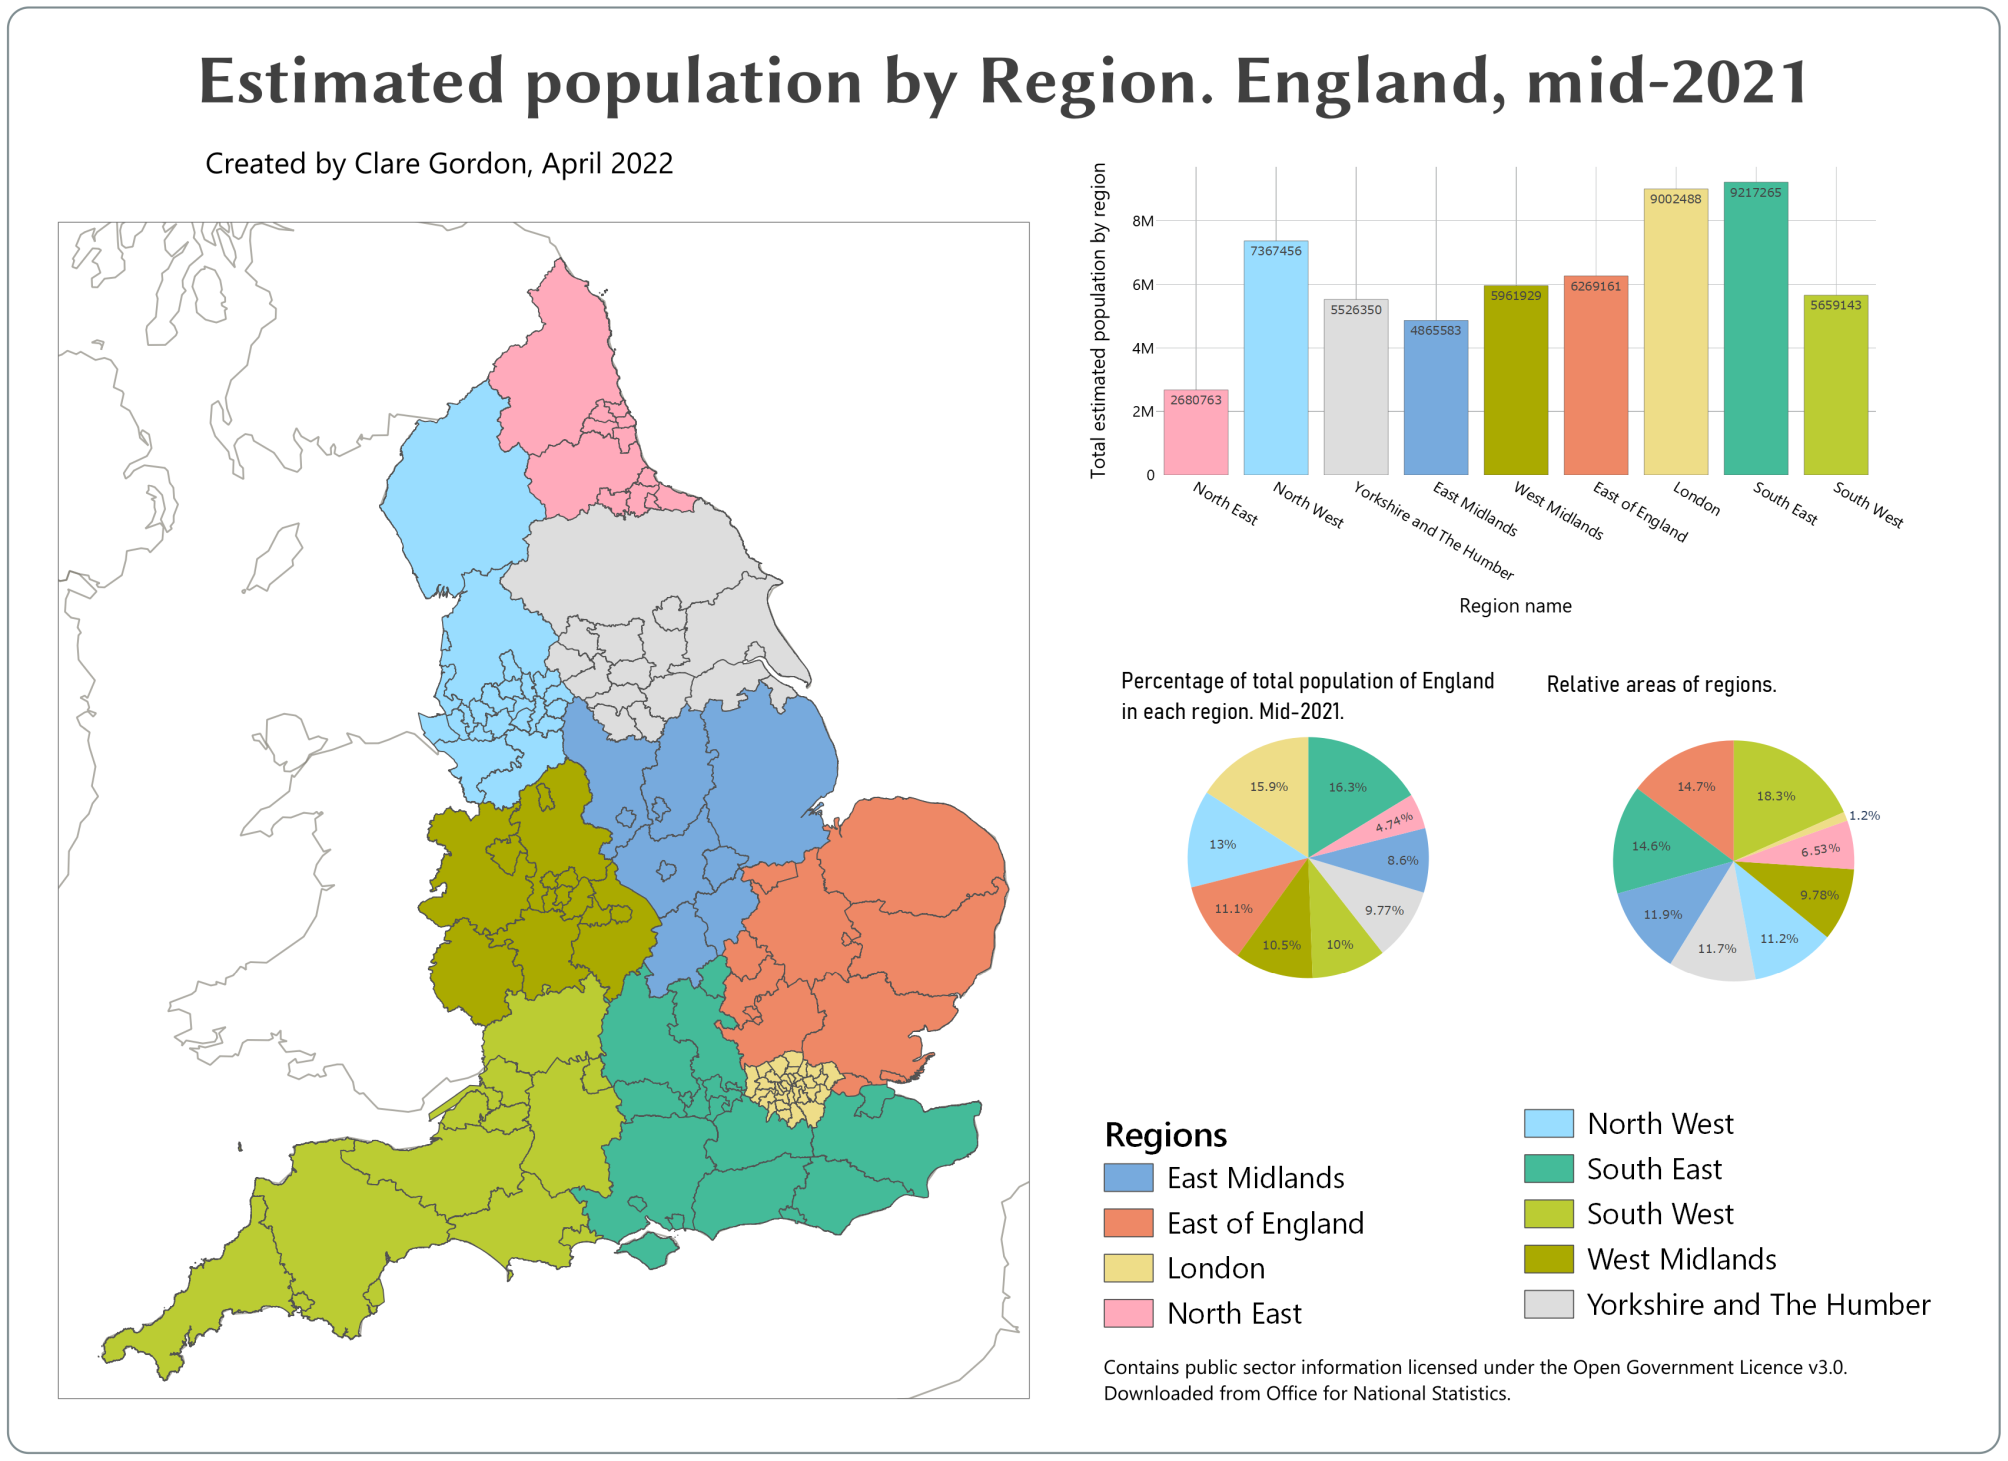 Estimated population by Region. England, mid-2021
Created by Clare Gordon, April 2022
Total estimated population by region
8M
6M
4M
2M
0
2680763
7367456
5526350
4865583
5961929
6269161
9002488
9217265
5659143
North East
North West
Yorkshire and The Humber
East Midlands
West Midlands
East of England
London
South East
South West
Region name
Percentage of total population of England
in each region. Mid-2021.
16.3%
4.74%
8.6%
9.77%
10%
10.5%
11.1%
13%
15.9%
Relative areas of regions.
18.3%
1.2%
6.53%
9.78%
11.2%
11.7%
11.9%
14.6%
14.7%
Regions
East Midlands
East of England
London
North East
North West
South East
South West
West Midlands
Yorkshire and The Humber
Contains public sector information licensed under the Open Government Licence v3.0.
Downloaded from Office for National Statistics.